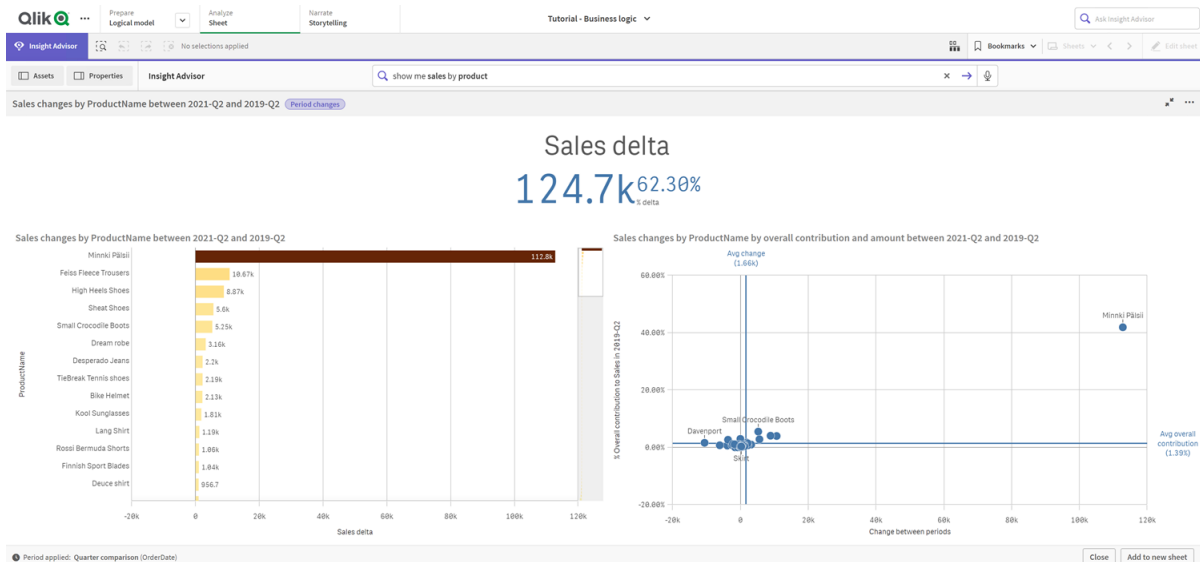 Qlik
Prepare
Logical model
Analyze
Sheet
Narrate
Storytelling
Tutorial - Business logic
Ask Insight Advisor
Insight Advisor
No selections applied
Bookmarks
Sheets
Edit sheet
Assets
Properties
Insight Advisor
show me sales by product
Sales changes by ProductName between 2021-Q2 and 2019-Q2
Period changes
Sales delta
124.7k
62.30%
% delta
Sales changes by ProductName between 2021-Q2 and 2019-Q2
ProductName
Minnki Pälsii
112.8k
Feiss Fleece Trousers
10.67k
High Heels Shoes
8.87k
Sheat Shoes
5.6k
Small Crocodile Boots
5.25k
Dream robe
3.16k
Desperado Jeans
2.2k
TieBreak Tennis shoes
2.19k
Bike Helmet
2.13k
Kool Sunglasses
1.81k
Lang Shirt
1.19k
Rossi Bermuda Shorts
1.06k
Finnish Sport Blades
1.04k
Deuce shirt
956.7
-20k 0 20k 40k 60k 80k 100k 120k
Sales delta
Sales changes by ProductName by overall contribution and amount between 2021-Q2 and 2019-Q2
Avg change
(1.66k)
% Overall contribution to Sales in 2019-Q2
60.00%
40.00%
20.00%
0.00%
-20.00%
Minnki Pälsii
Small Crocodile Boots
Davenport
Skirt
Avg overall
contribution
(1.39%)
-20k 0 20k 40k 60k 80k 100k 120k
Change between periods
Period applied: Quarter comparison (OrderDate)
Close
Add to new sheet